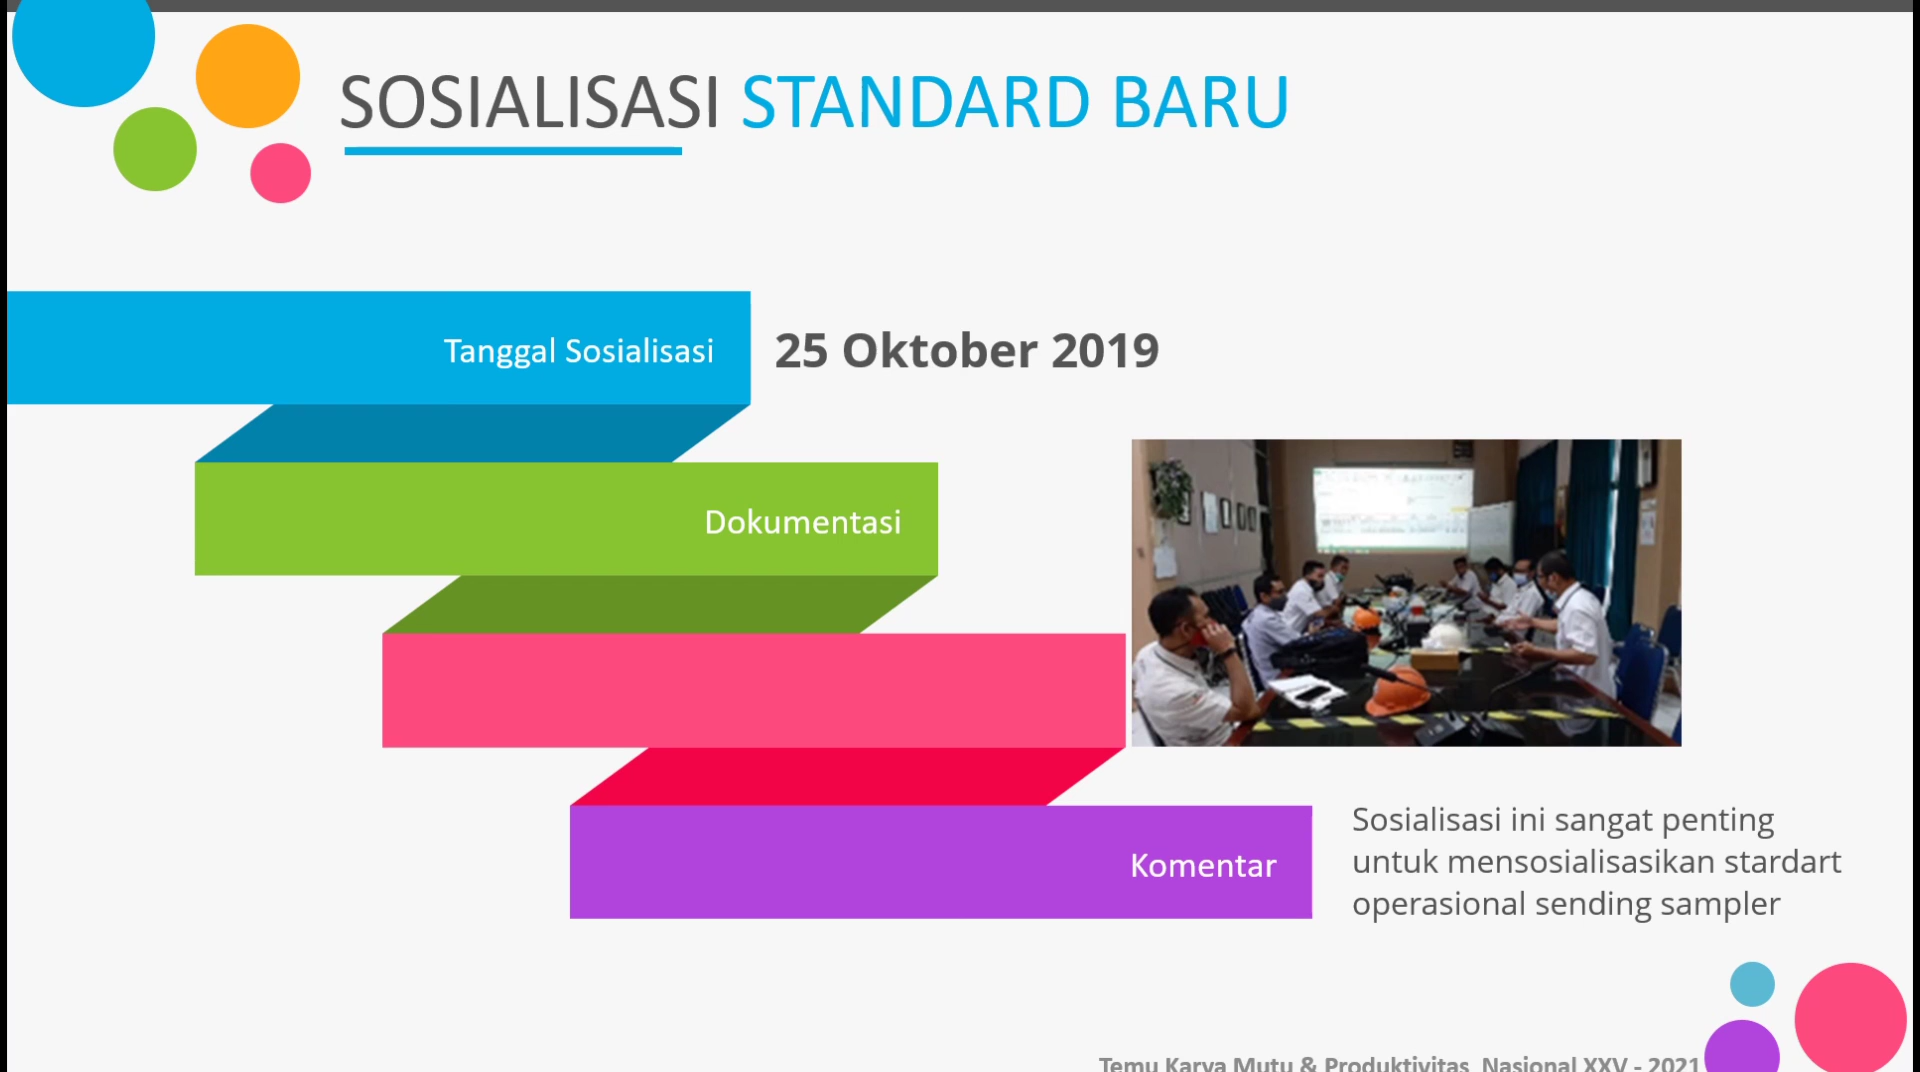 SOSIALISASI STANDARD BARU
Tanggal Sosialisasi
25 Oktober 2019
Dokumentasi
Komentar
Sosialisasi ini sangat penting
untuk mensosialisasikan stardart
operasional sending sampler
Temu Karya Mutu & Produktivitas Nasional XXV - 2021